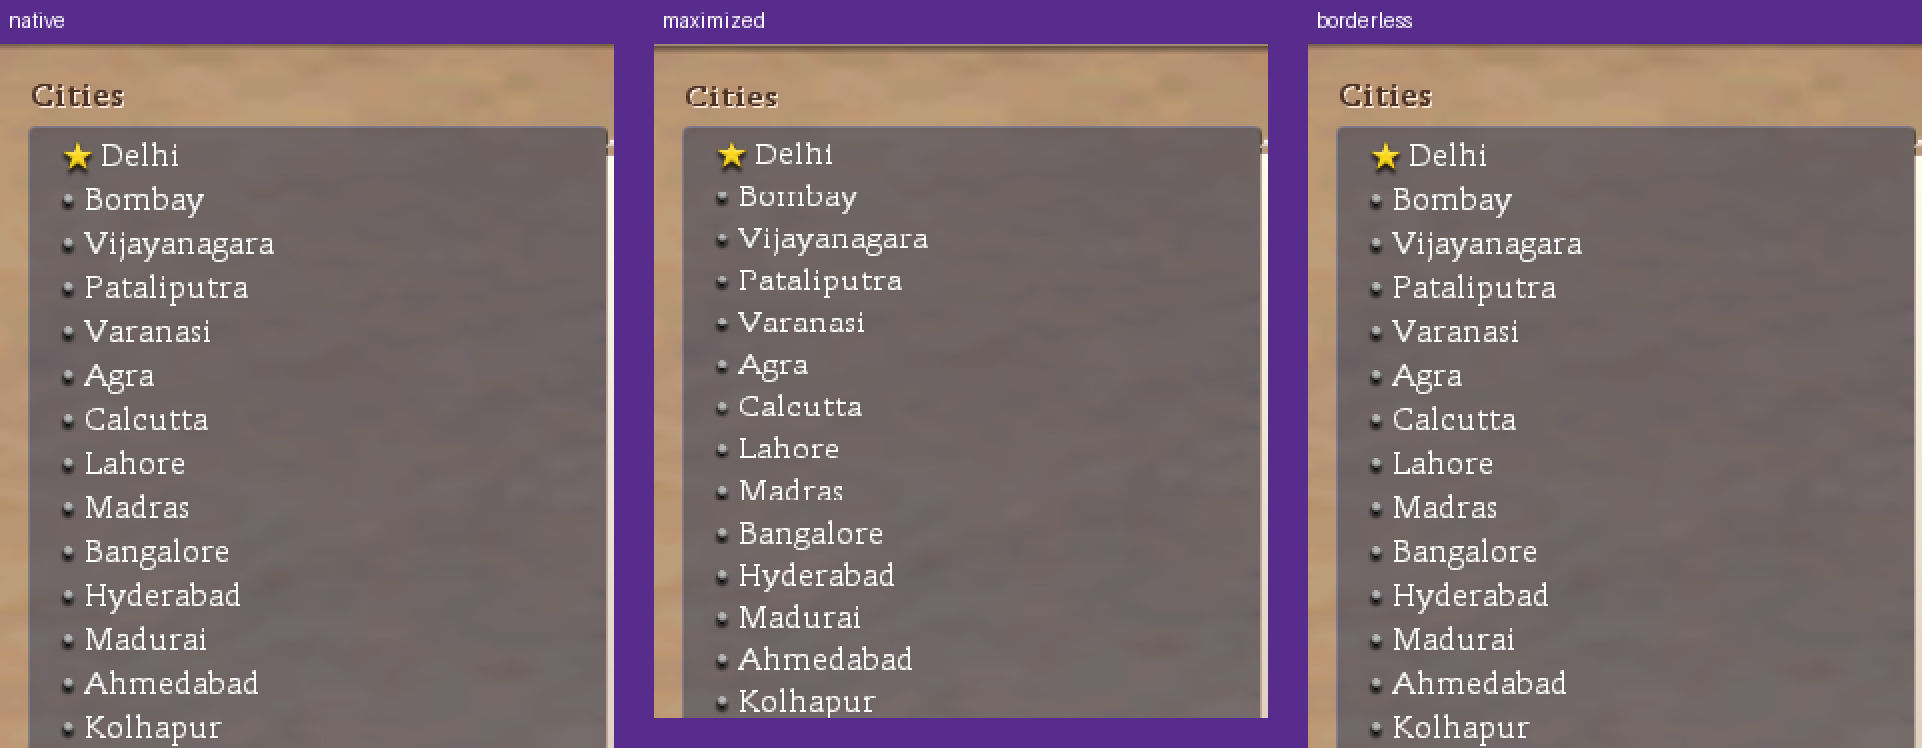 native
Cities
Delhi
Bombay
Vijayanagara
Pataliputra
Varanasi
Agra
Calcutta
Lahore
Madras
Bangalore
Hyderabad
Madurai
Ahmedabad
Kolhapur
maximized
Cities
Delhi
Bombay
Vijayanagara
Pataliputra
Varanasi
Agra
Calcutta
Lahore
Madras
Bangalore
Hyderabad
Madurai
Ahmedabad
Kolhapur
borderless
Cities
Delhi
Bombay
Vijayanagara
Pataliputra
Varanasi
Agra
Calcutta
Lahore
Madras
Bangalore
Hyderabad
Madurai
Ahmedabad
Kolhapur